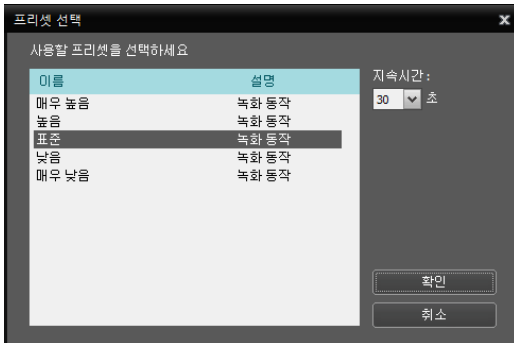 프리셋 선택 x
사용할 프리셋을 선택하세요
이름 설명
매우 높음 녹화 동작
높음 녹화 동작
표준 녹화 동작
낮음 녹화 동작
매우 낮음 녹화 동작
지속시간:
30 초
확인
취소